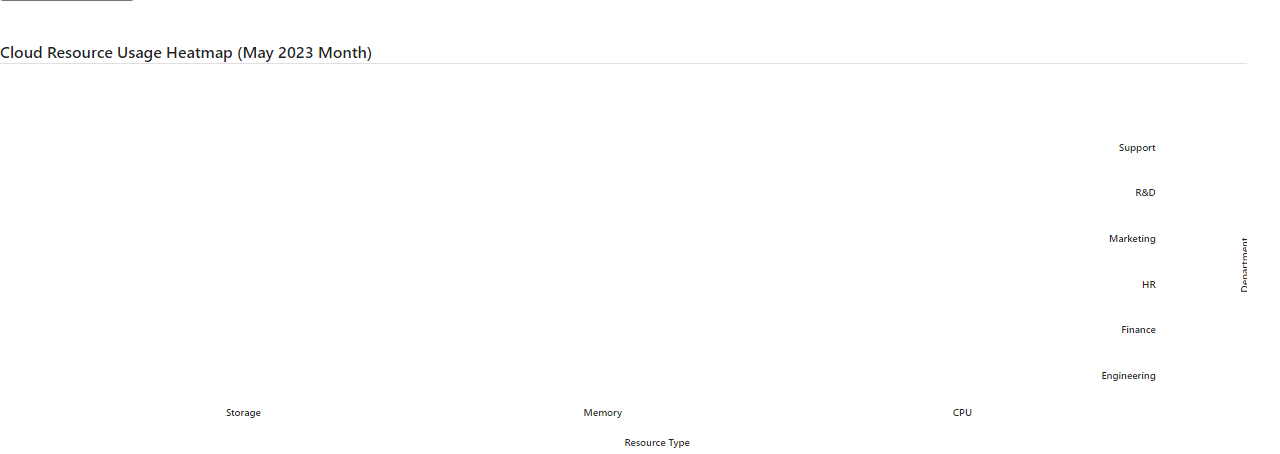 Cloud Resource Usage Heatmap (May 2023 Month)
Support
R&D
Marketing
Department
HR
Finance
Engineering
Storage Memory CPU
Resource Type